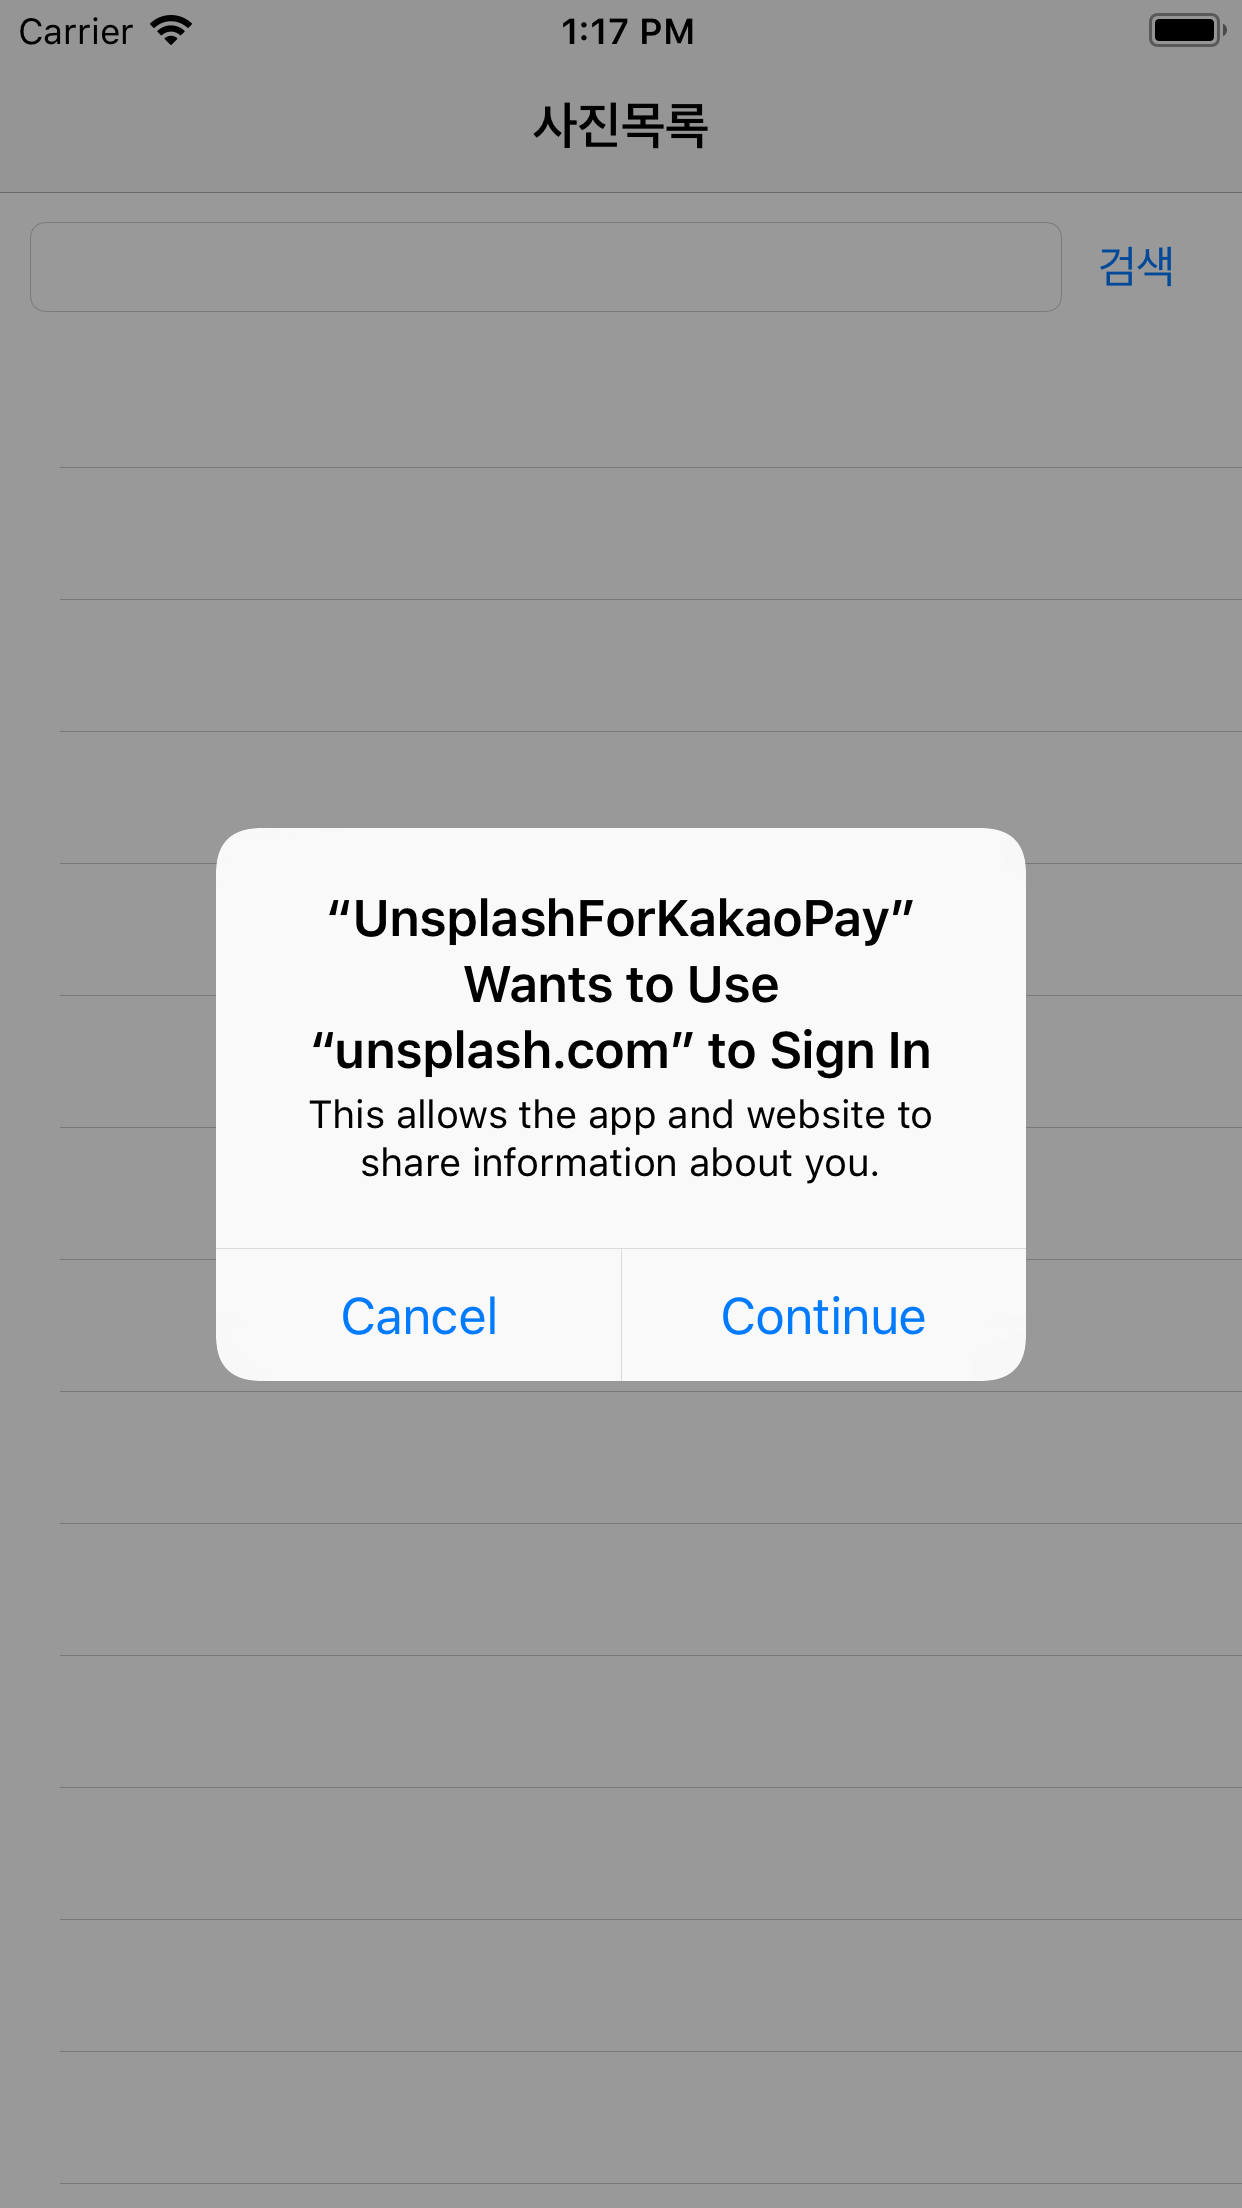 Carrier 1:17 PM
사진목록
검색
“UnsplashForKakaoPay”
Wants to Use
“unsplash.com” to Sign In
This allows the app and website to
share information about you.
Cancel Continue